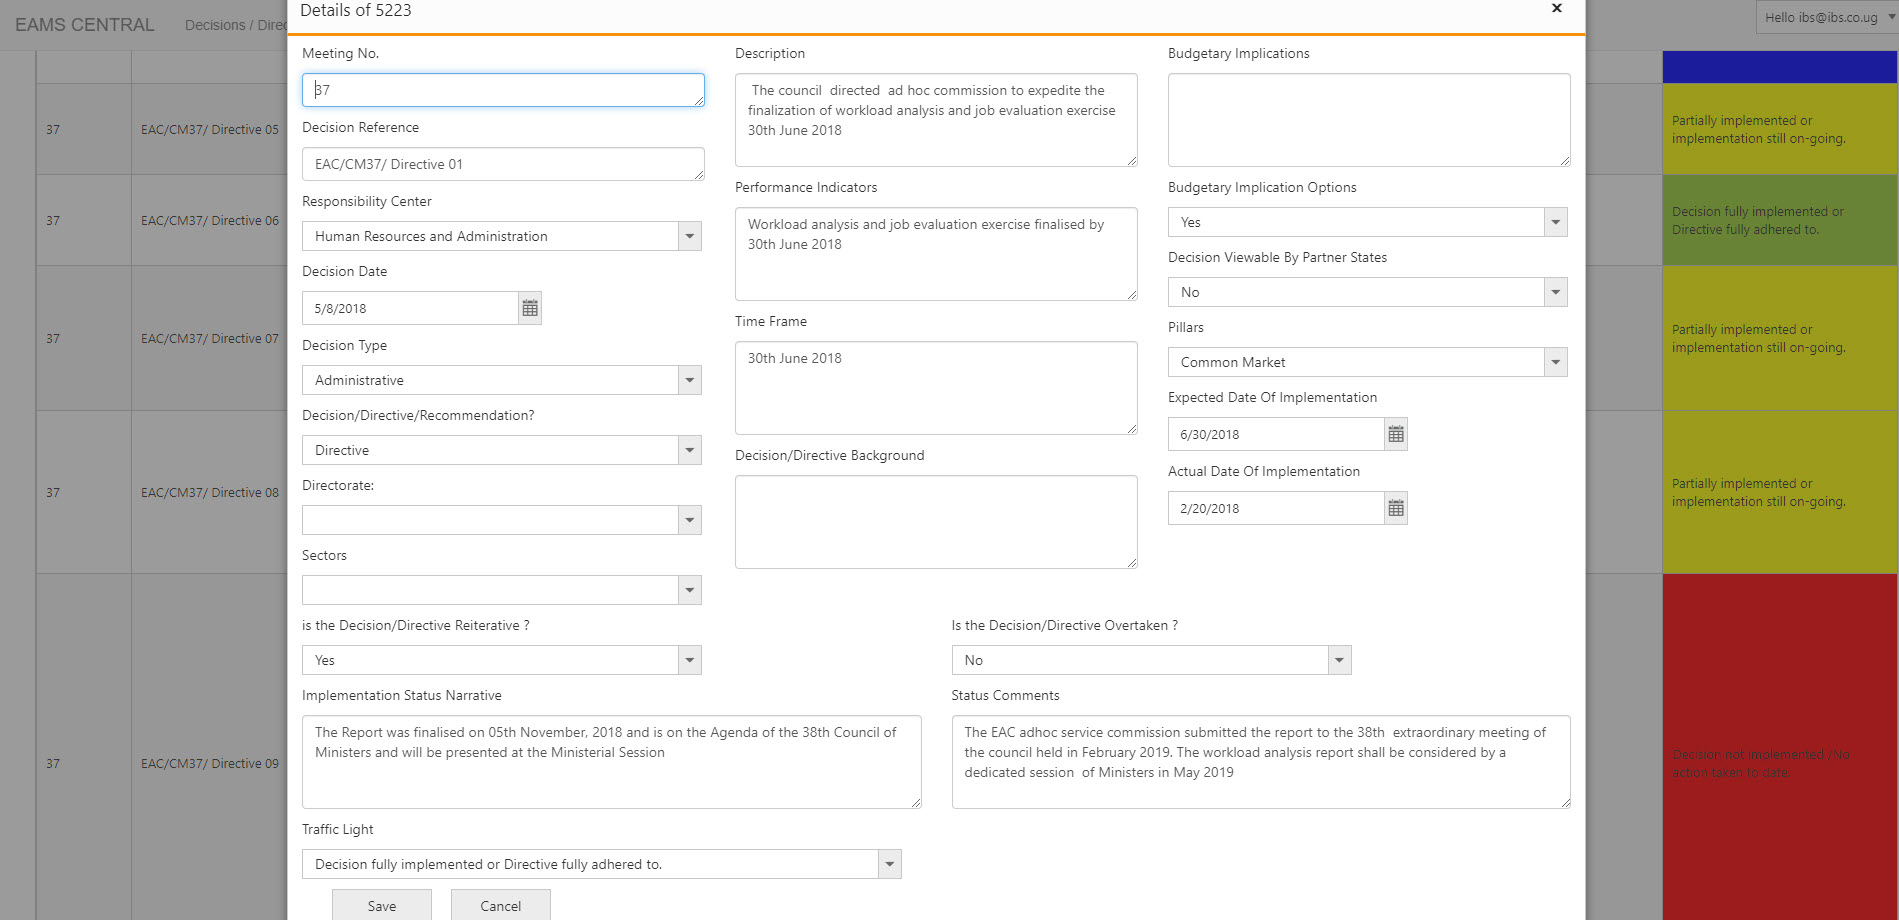 EAMS CENTRAL
Decisions / Direc
Hello ibs@ibs.co.ug
Details of 5223
×
Meeting No.
37
Decision Reference
EAC/CM37/ Directive 01
Responsibility Center
Human Resources and Administration
Decision Date
5/8/2018
Decision Type
Administrative
Decision/Directive/Recommendation?
Directive
Directorate:
Sectors
is the Decision/Directive Reiterative ?
Yes
Implementation Status Narrative
The Report was finalised on 05th November, 2018 and is on the Agenda of the 38th Council of
Ministers and will be presented at the Ministerial Session
Traffic Light
Decision fully implemented or Directive fully adhered to.
Save
Cancel
Description
The council  directed  ad hoc commission to expedite the
finalization of workload analysis and job evaluation exercise
30th June 2018
Performance Indicators
Workload analysis and job evaluation exercise finalised by
30th June 2018
Time Frame
30th June 2018
Decision/Directive Background
Budgetary Implications
Budgetary Implication Options
Yes
Decision Viewable By Partner States
No
Pillars
Common Market
Expected Date Of Implementation
6/30/2018
Actual Date Of Implementation
2/20/2018
Is the Decision/Directive Overtaken ?
No
Status Comments
The EAC adhoc service commission submitted the report to the 38th  extraordinary meeting of
the council held in February 2019. The workload analysis report shall be considered by a
dedicated session  of Ministers in May 2019
37
EAC/CM37/ Directive 05
Partially implemented or
implementation still on-going.
37
EAC/CM37/ Directive 06
Decision fully implemented or
Directive fully adhered to.
37
EAC/CM37/ Directive 07
Partially implemented or
implementation still on-going.
37
EAC/CM37/ Directive 08
Partially implemented or
implementation still on-going.
37
EAC/CM37/ Directive 09
Decision not implemented /No
action taken to date.